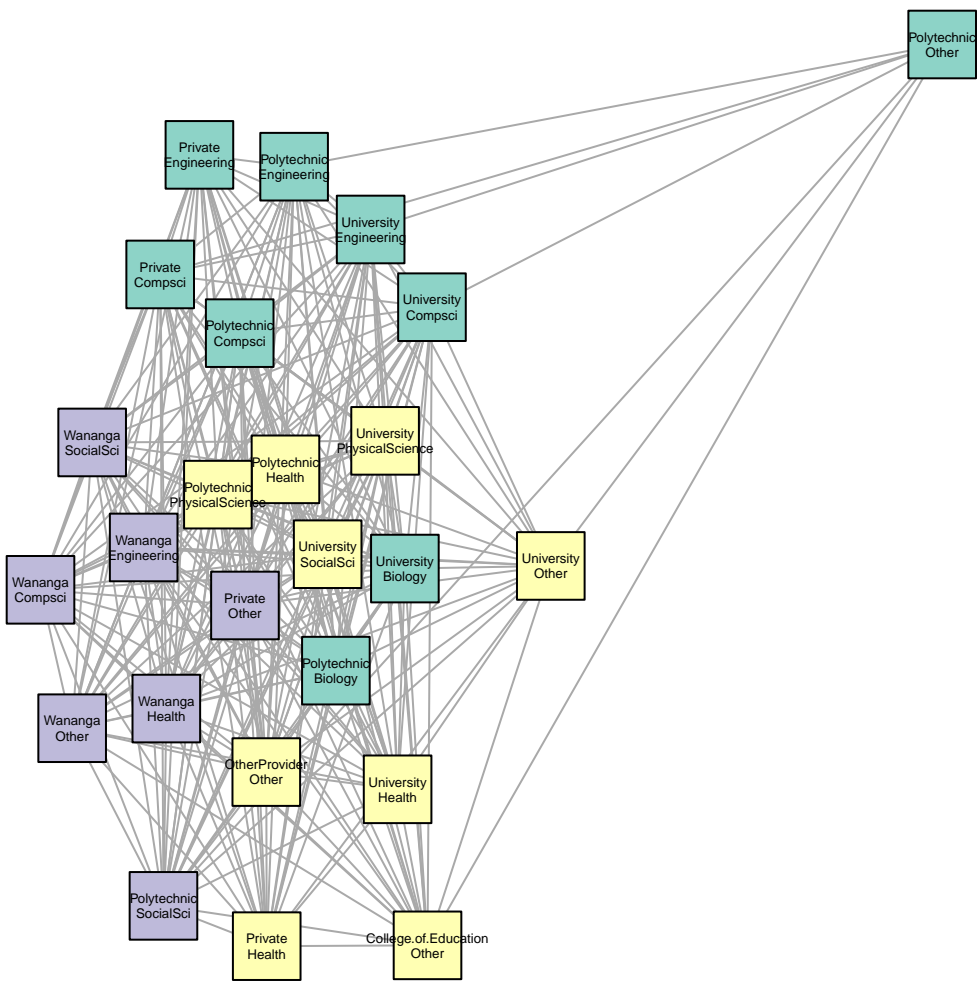 Polytechnic
Other
Private
Engineering
Polytechnic
Engineering
University
Engineering
Private
Compsci
University
Compsci
Polytechnic
Compsci
Wananga
SocialSci
University
PhysicalScience
Polytechnic
Health
Polytechnic
PhysicalScience
Wananga
Engineering
University
SocialSci
University
Biology
University
Other
Wananga
Compsci
Private
Other
Polytechnic
Biology
Wananga
Health
Wananga
Other
OtherProvider
Other
University
Health
Polytechnic
SocialSci
Private
Health
College.of.Education
Other